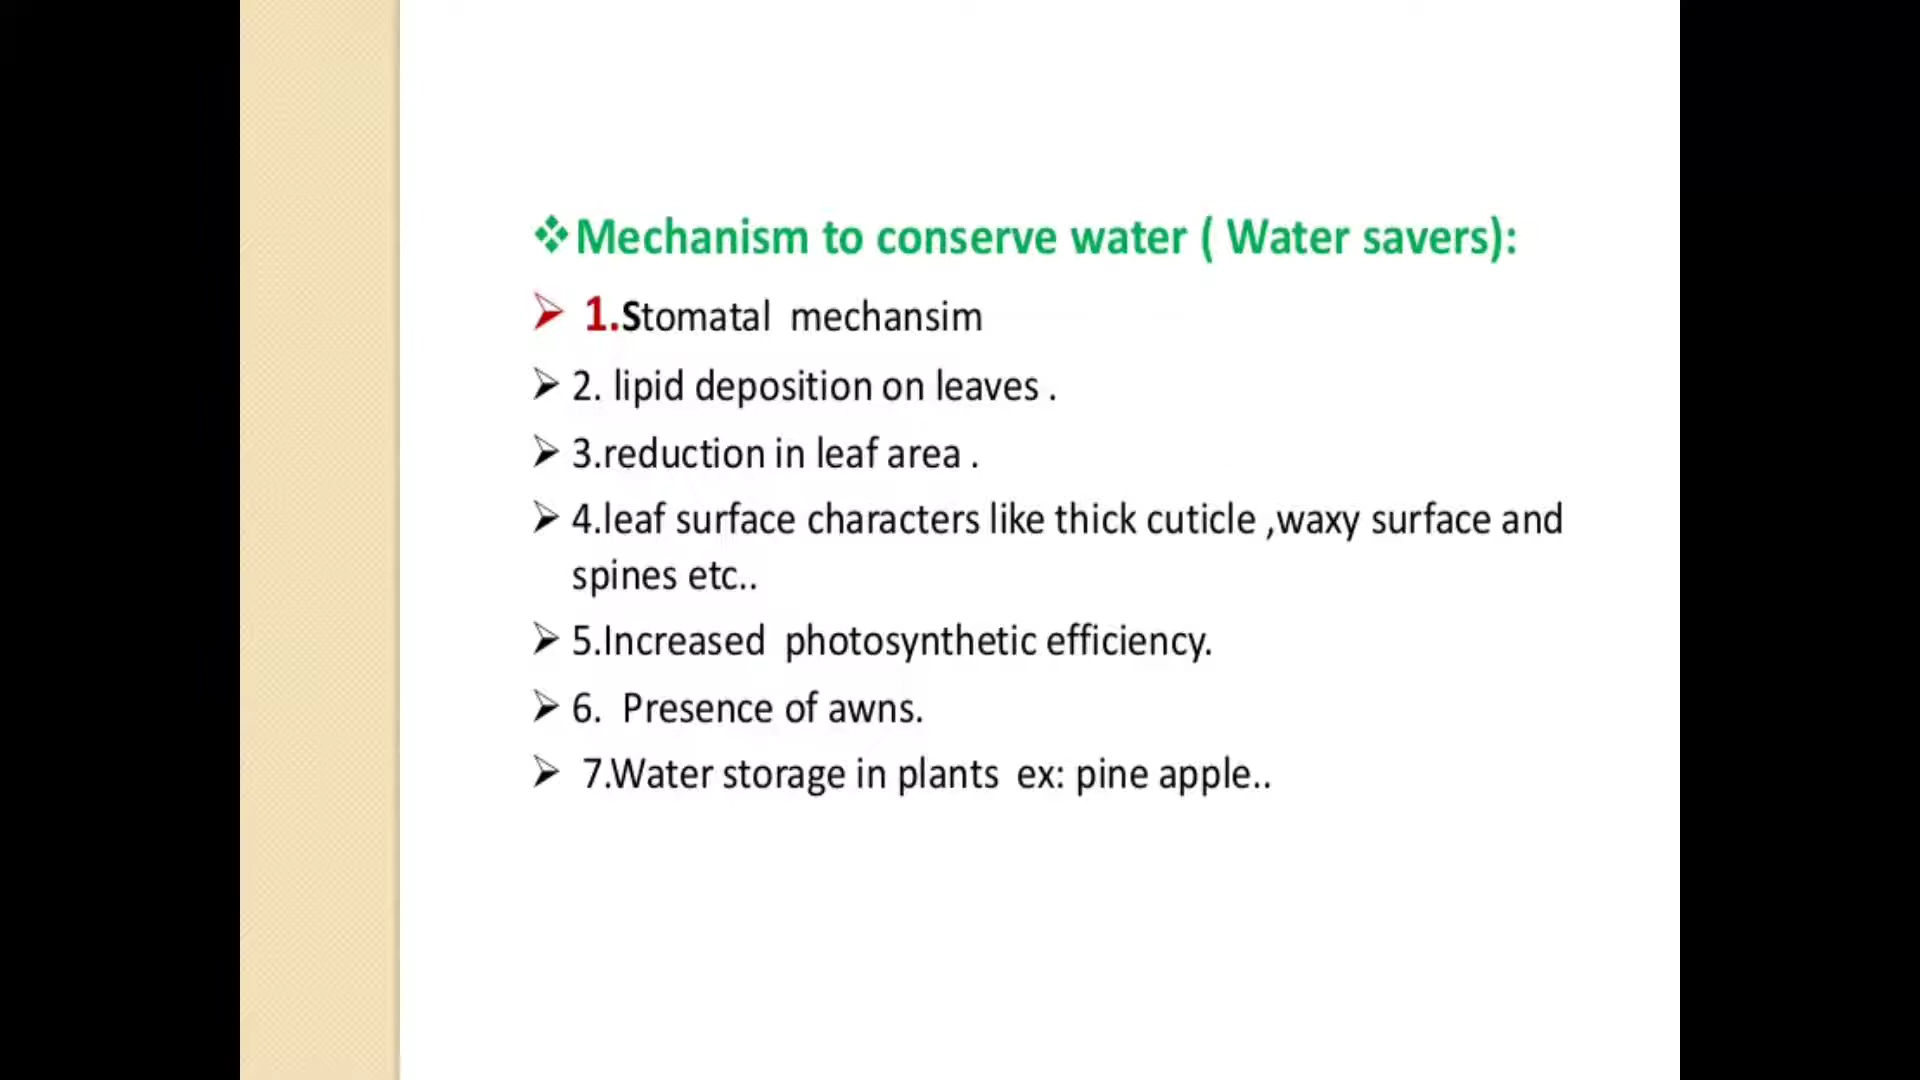 ❖Mechanism to conserve water ( Water savers):
➢ 1.Stomatal mechansim
➢ 2. lipid deposition on leaves .
➢ 3.reduction in leaf area .
➢ 4.leaf surface characters like thick cuticle ,waxy surface and
spines etc..
➢ 5.Increased photosynthetic efficiency.
➢ 6. Presence of awns.
➢ 7.Water storage in plants ex: pine apple..